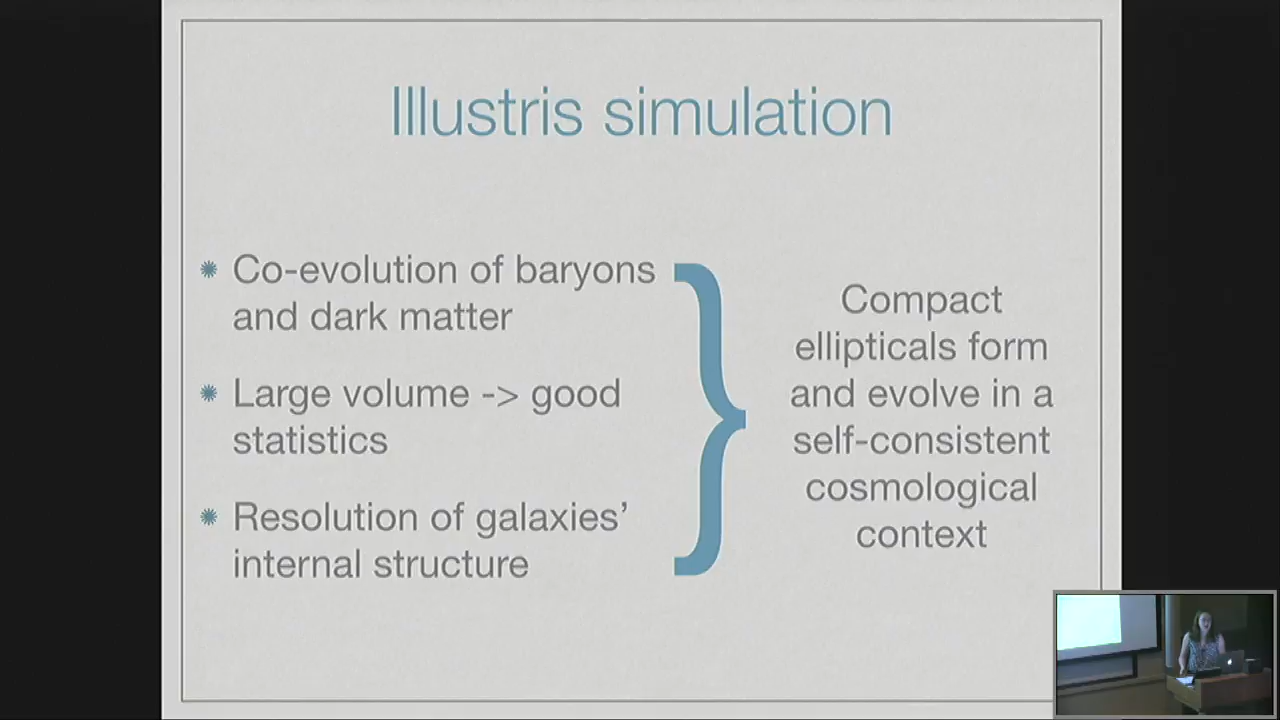 Illustris simulation
Co-evolution of baryons
and dark matter
Large volume -> good
statistics
Resolution of galaxies’
internal structure
Compact
ellipticals form
and evolve in a
self-consistent
cosmological
context